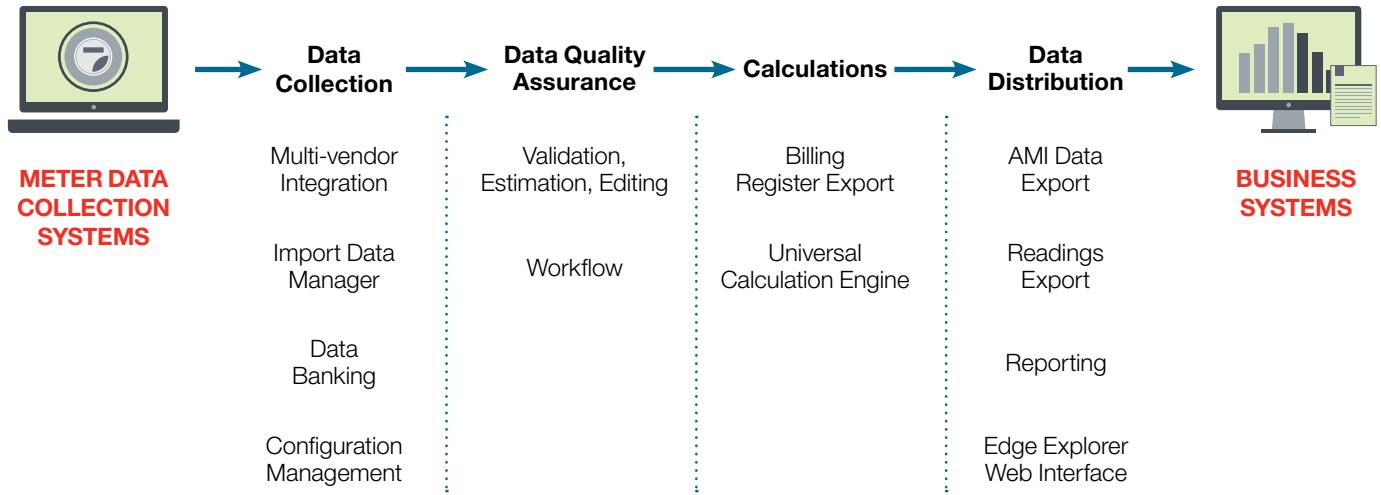 METER DATA
COLLECTION
SYSTEMS
Data
Collection
Multi-vendor
Integration
Import Data
Manager
Data
Banking
Configuration
Management
Data Quality
Assurance
Validation,
Estimation, Editing
Workflow
Calculations
Billing
Register Export
Universal
Calculation Engine
Data
Distribution
AMI Data
Export
Readings
Export
Reporting
Edge Explorer
Web Interface
BUSINESS
SYSTEMS